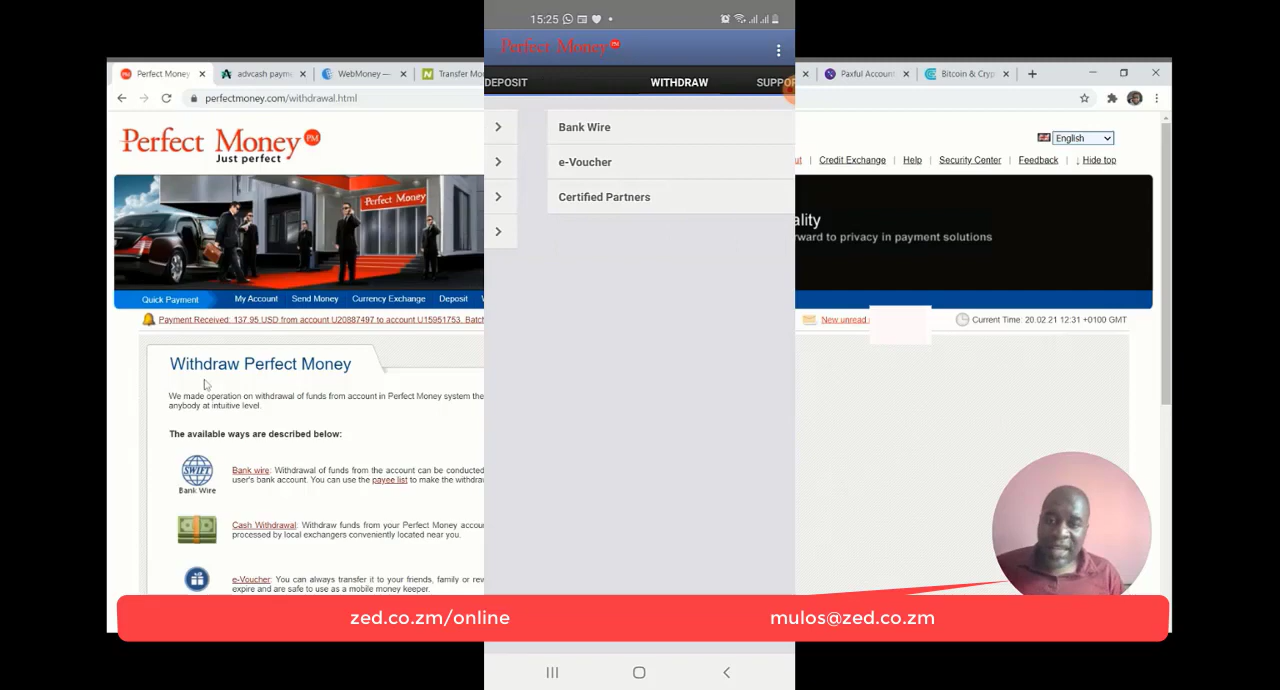 15:25
Perfect Money PM
DEPOSIT
WITHDRAW
Bank Wire
e-Voucher
Certified Partners
Perfect Money
advcash paym
WebMoney —
Transfer Mo
Paxful Accoun
Bitcoin & Cryp
perfectmoney.com/withdrawal.html
Perfect Money PM
Just perfect
English
Credit Exchange | Help | Security Center | Feedback | ↓ Hide top
Perfect Money
ality
rward to privacy in payment solutions
Quick Payment
My Account
Send Money
Currency Exchange
Deposit
Payment Received: 137.95 USD from account U20887497 to account U15951753. Batch
New unread
Current Time: 20.02.21 12:31 +0100 GMT
Withdraw Perfect Money
We made operation on withdrawal of funds from account in Perfect Money system the
anybody at intuitive level.
The available ways are described below:
SWIFT
Bank Wire
Bank wire: Withdrawal of funds from the account can be conducted
user's bank account. You can use the payee list to make the withdraw
Cash Withdrawal: Withdraw funds from your Perfect Money accou
processed by local exchangers conveniently located near you.
e-Voucher: You can always transfer it to your friends, family or rev
expire and are safe to use as a mobile money keeper.
zed.co.zm/online
mulos@zed.co.zm